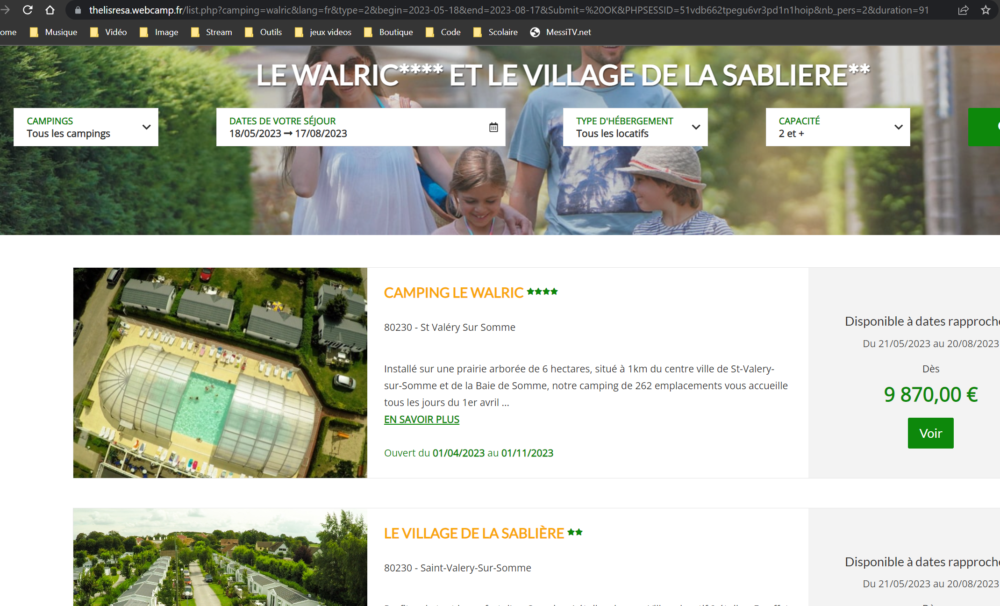 thelisresa.webcamp.fr/list.php?camping=walric&lang=fr&type=2&begin=2023-05-18&end=2023-08-17&Submit=%20OK&PHPSESSID=51vdb662tpegu6vr3pd1n1hoip&nb_pers=2&duration=91
ome Musique Vidéo Image Stream Outils jeux videos Boutique Code Scolaire MessiTV.net
LE WALRIC**** ET LE VILLAGE DE LA SABLIERE**
CAMPINGS
Tous les campings
DATES DE VOTRE SÉJOUR
18/05/2023 → 17/08/2023
TYPE D'HÉBERGEMENT
Tous les locatifs
CAPACITÉ
2 et +
CAMPING LE WALRIC ★★★★
80230 - St Valéry Sur Somme
Installé sur une prairie arborée de 6 hectares, situé à 1km du centre ville de St-Valery-
sur-Somme et de la Baie de Somme, notre camping de 262 emplacements vous accueille
tous les jours du 1er avril ...
EN SAVOIR PLUS
Ouvert du 01/04/2023 au 01/11/2023
Disponible à dates rapproch
Du 21/05/2023 au 20/08/2023
Dès
9 870,00 €
Voir
LE VILLAGE DE LA SABLIÈRE ★★
80230 - Saint-Valery-Sur-Somme
Disponible à dates rapproch
Du 21/05/2023 au 20/08/2023